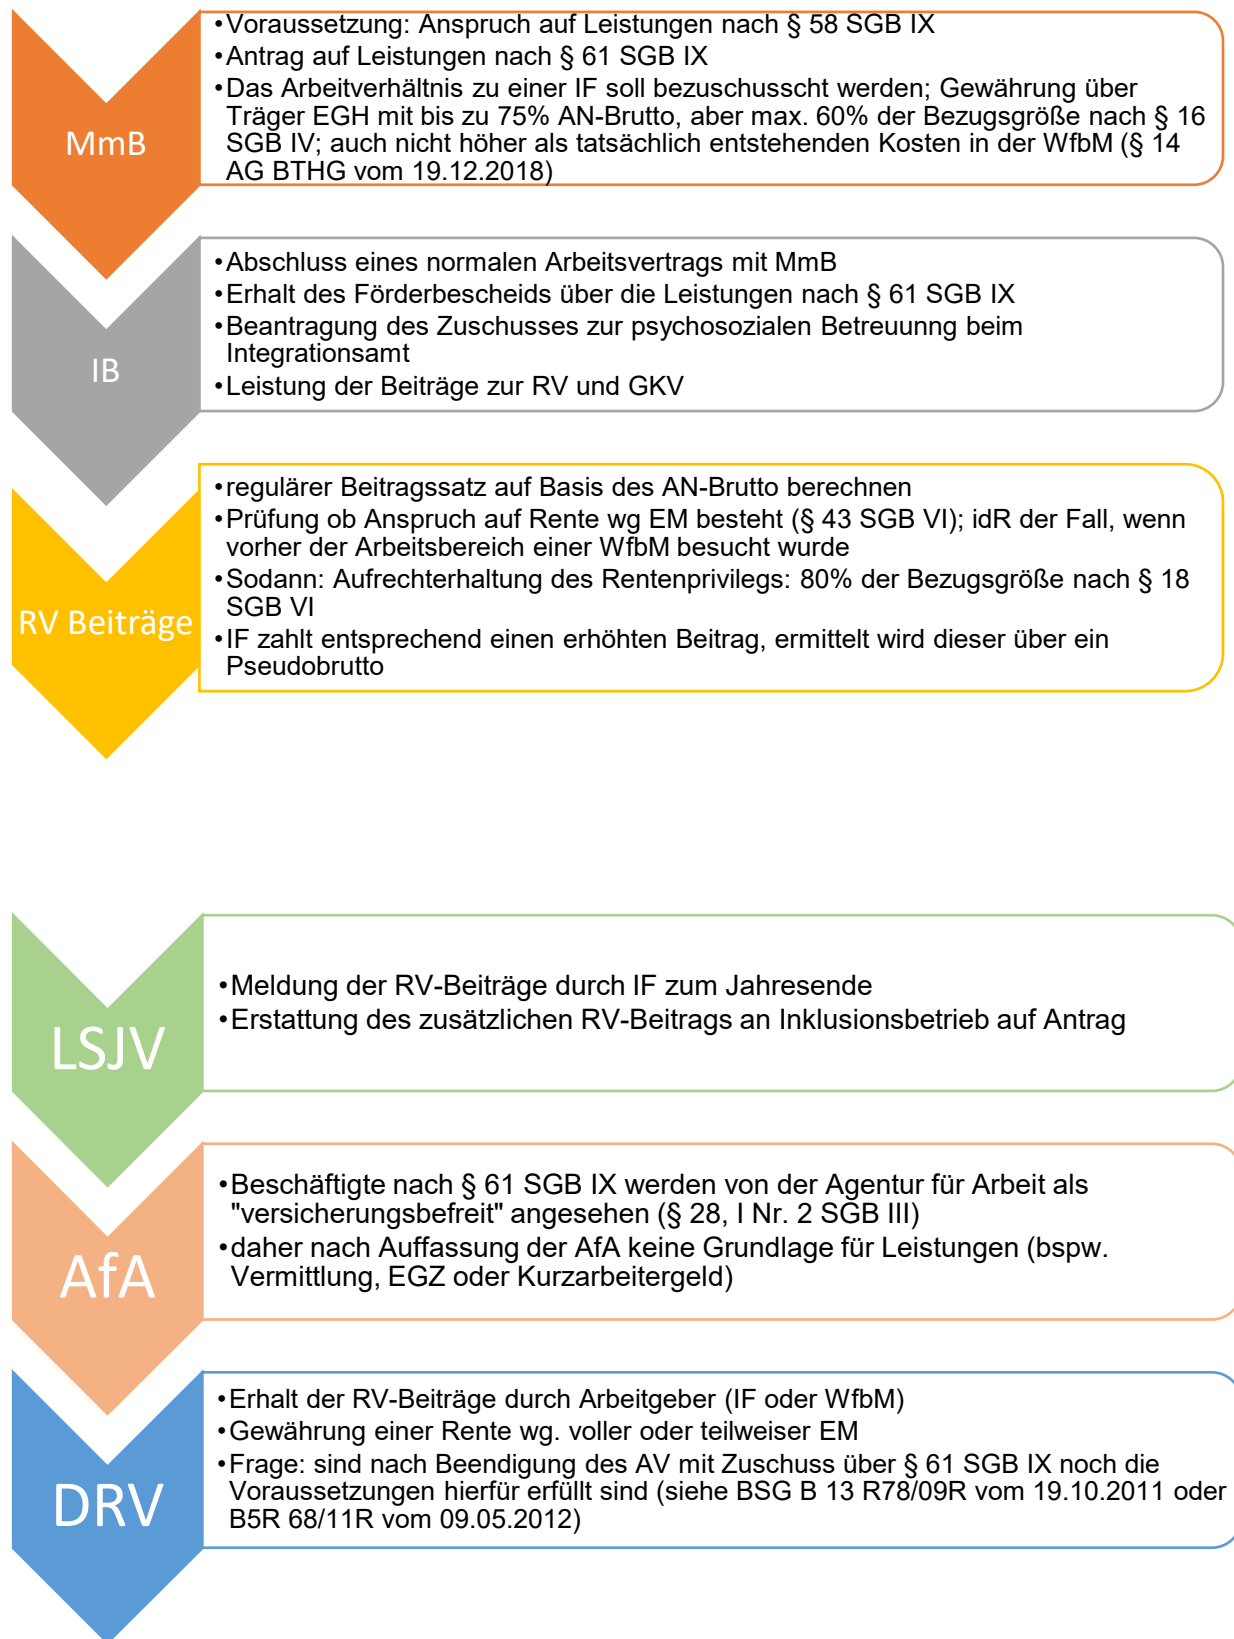 MmB
•Voraussetzung: Anspruch auf Leistungen nach § 58 SGB IX
•Antrag auf Leistungen nach § 61 SGB IX
•Das Arbeitverhältnis zu einer IF soll bezuschusscht werden; Gewährung über
Träger EGH mit bis zu 75% AN-Brutto, aber max. 60% der Bezugsgröße nach § 16
SGB IV; auch nicht höher als tatsächlich entstehenden Kosten in der WfbM (§ 14
AG BTHG vom 19.12.2018)
IB
•Abschluss eines normalen Arbeitsvertrags mit MmB
•Erhalt des Förderbescheids über die Leistungen nach § 61 SGB IX
•Beantragung des Zuschusses zur psychosozialen Betreuunng beim
Integrationsamt
•Leistung der Beiträge zur RV und GKV
RV Beiträge
•regulärer Beitragssatz auf Basis des AN-Brutto berechnen
•Prüfung ob Anspruch auf Rente wg EM besteht (§ 43 SGB VI); idR der Fall, wenn
vorher der Arbeitsbereich einer WfbM besucht wurde
•Sodann: Aufrechterhaltung des Rentenprivilegs: 80% der Bezugsgröße nach § 18
SGB VI
•IF zahlt entsprechend einen erhöhten Beitrag, ermittelt wird dieser über ein
Pseudobrutto
LSJV
•Meldung der RV-Beiträge durch IF zum Jahresende
•Erstattung des zusätzlichen RV-Beitrags an Inklusionsbetrieb auf Antrag
AfA
•Beschäftigte nach § 61 SGB IX werden von der Agentur für Arbeit als
"versicherungsbefreit" angesehen (§ 28, I Nr. 2 SGB III)
•daher nach Auffassung der AfA keine Grundlage für Leistungen (bspw.
Vermittlung, EGZ oder Kurzarbeitergeld)
DRV
•Erhalt der RV-Beiträge durch Arbeitgeber (IF oder WfbM)
•Gewährung einer Rente wg. voller oder teilweiser EM
•Frage: sind nach Beendigung des AV mit Zuschuss über § 61 SGB IX noch die
Voraussetzungen hierfür erfüllt sind (siehe BSG B 13 R78/09R vom 19.10.2011 oder
B5R 68/11R vom 09.05.2012)